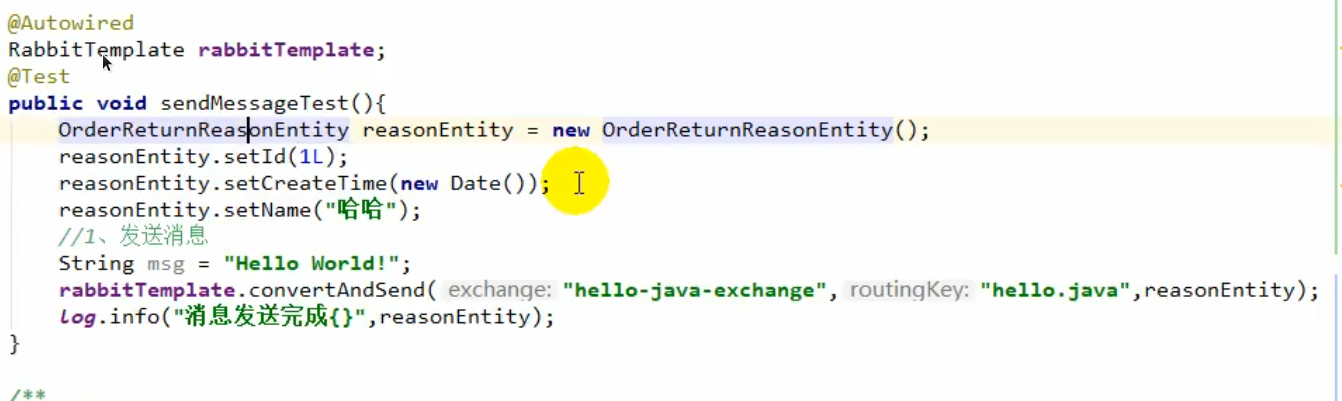 @Autowired
RabbitTemplate rabbitTemplate;
@Test
public void sendMessageTest(){
OrderReturnReasonEntity reasonEntity = new OrderReturnReasonEntity();
reasonEntity.setId(1L);
reasonEntity.setCreateTime(new Date());
reasonEntity.setName("哈哈");
//1、发送消息
String msg = "Hello World!";
rabbitTemplate.convertAndSend( exchange: "hello-java-exchange", routingKey: "hello.java",reasonEntity);
log.info("消息发送完成{}",reasonEntity);
}
/**